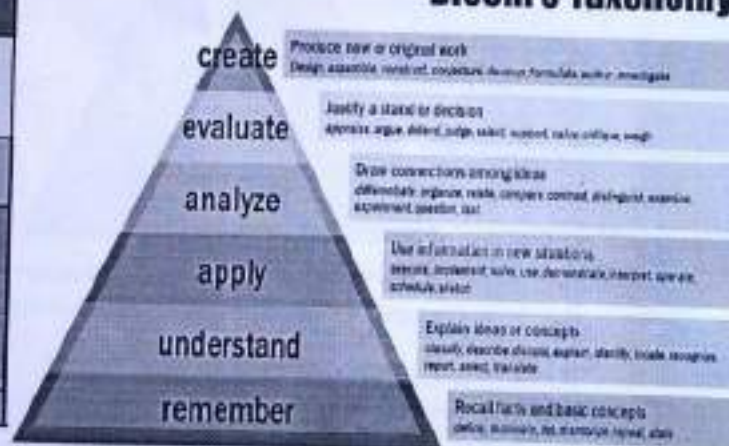 Bloom's Taxonomy
create
Produce new or original work
Design, assemble, construct, conjecture, develop, formulate, author, investigate
evaluate
Justify a stand or decision
appraise, argue, defend, judge, select, support, value, critique, weigh
analyze
Draw connections among ideas
differentiate, organize, relate, compare, contrast, distinguish, examine,
experiment, question, test
apply
Use information in new situations
execute, implement, solve, use, demonstrate, interpret, operate,
schedule, sketch
understand
Explain ideas or concepts
classify, describe, discuss, explain, identify, locate, recognize,
report, select, translate
remember
Recall facts and basic concepts
define, duplicate, list, memorize, repeat, state